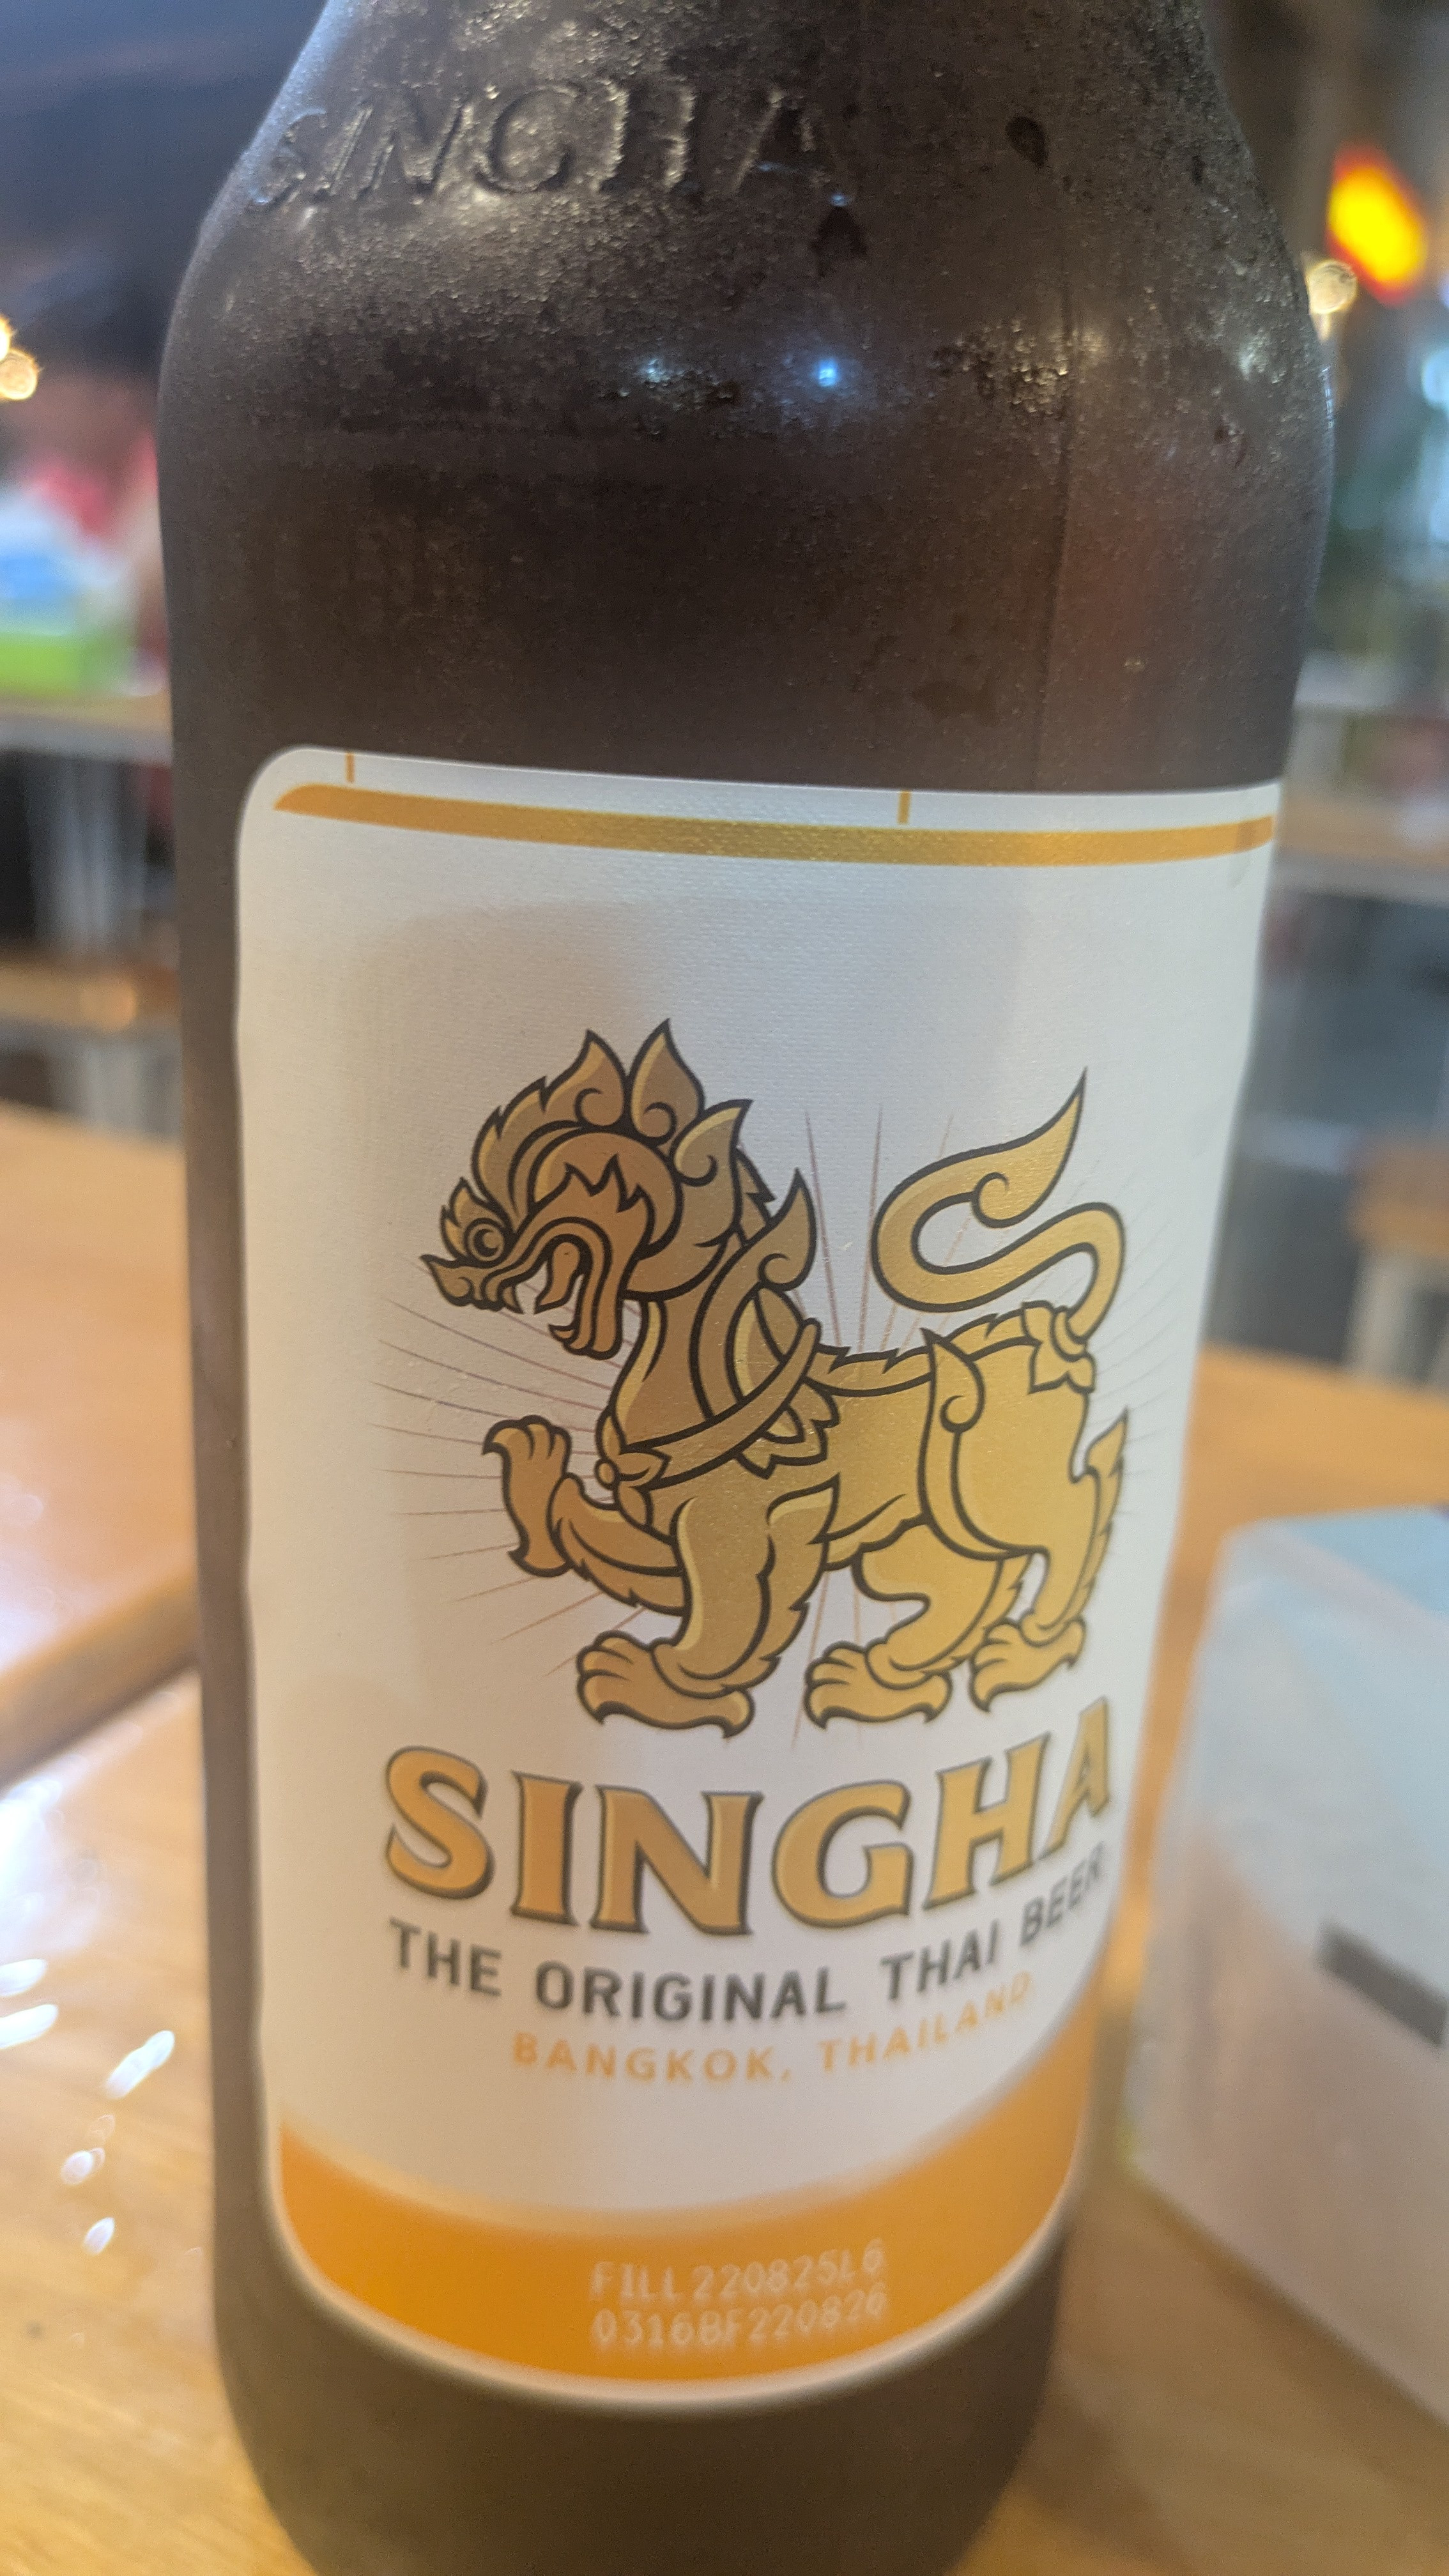 SINGHA
SINGHA
THE ORIGINAL THAI BEER
BANGKOK, THAILAND
FILL220825L6
0316BF220826